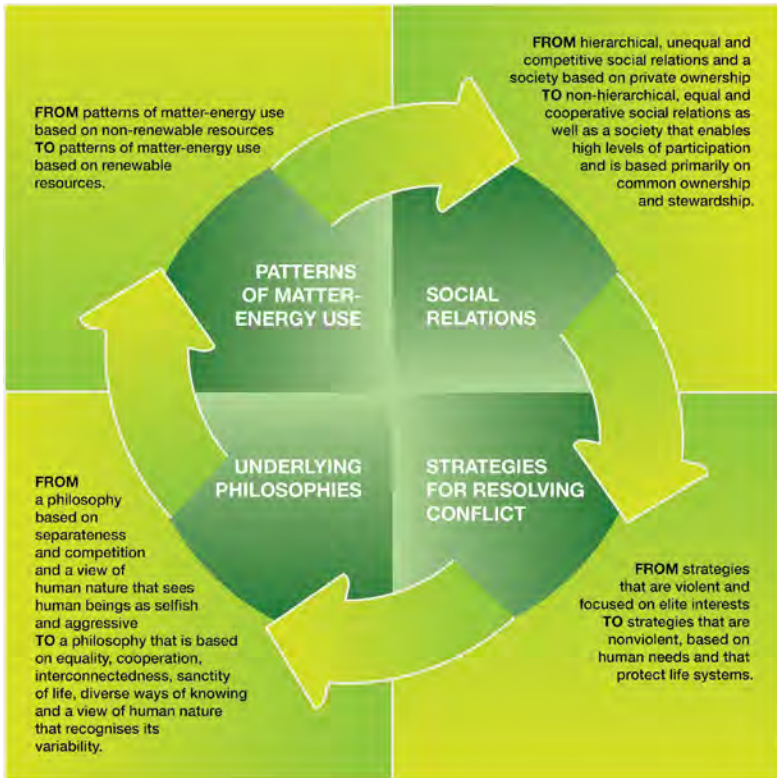 FROM patterns of matter-energy use
based on non-renewable resources
TO patterns of matter-energy use
based on renewable
resources.
FROM hierarchical, unequal and
competitive social relations and a
society based on private ownership
TO non-hierarchical, equal and
cooperative social relations as
well as a society that enables
high levels of participation
and is based primarily on
common ownership
and stewardship.
PATTERNS
OF MATTER-
ENERGY USE
SOCIAL
RELATIONS
UNDERLYING
PHILOSOPHIES
STRATEGIES
FOR RESOLVING
CONFLICT
FROM
a philosophy
based on
separateness
and competition
and a view of
human nature that sees
human beings as selfish
and aggressive
TO a philosophy that is based
on equality, cooperation,
interconnectedness, sanctity
of life, diverse ways of knowing
and a view of human nature
that recognises its
variability.
FROM strategies
that are violent and
focused on elite interests
TO strategies that are
nonviolent, based on
human needs and that
protect life systems.